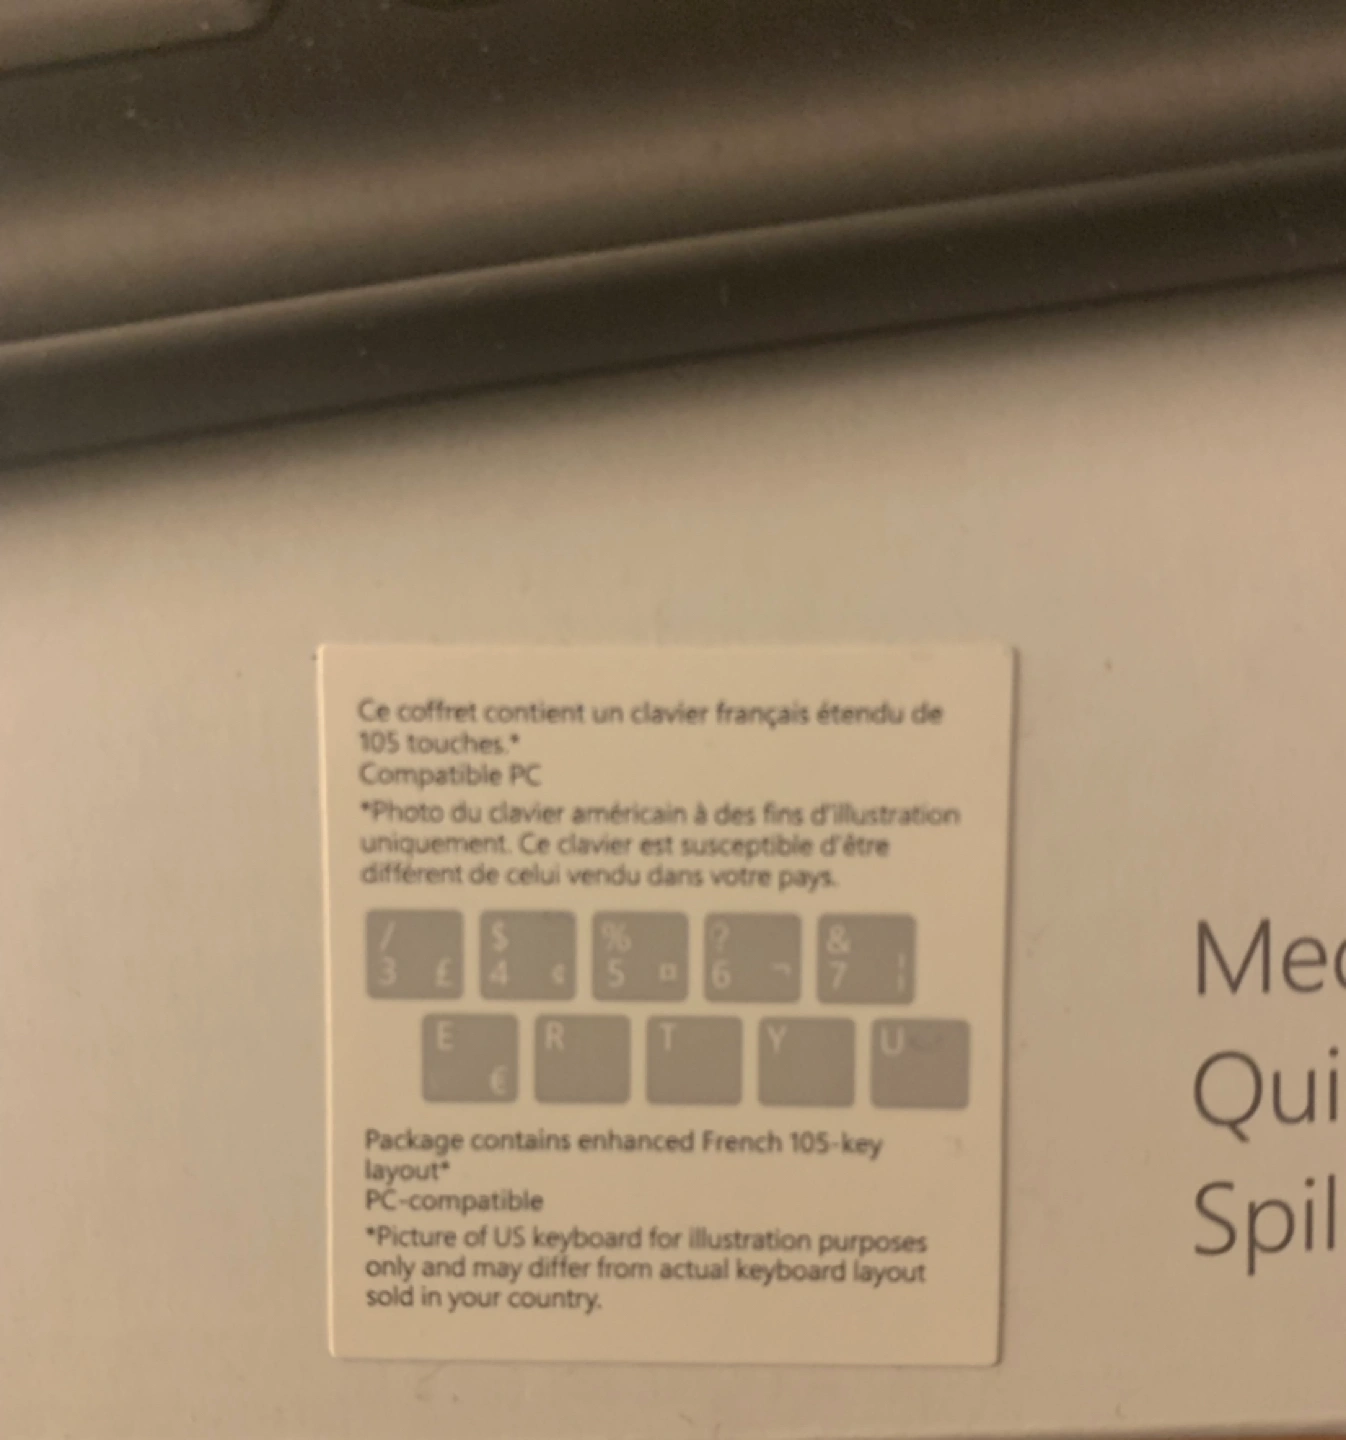 Ce coffret contient un clavier français étendu de
105 touches.*
Compatible PC
*Photo du clavier américain à des fins d'illustration
uniquement. Ce clavier est susceptible d'être
différent de celui vendu dans votre pays.
/ $ % ? &
3 £ 4 ¢ 5 ¤ 6 ¬ 7 ¦
E R T Y U
€
Package contains enhanced French 105-key
layout*
PC-compatible
*Picture of US keyboard for illustration purposes
only and may differ from actual keyboard layout
sold in your country.
Med
Qui
Spil